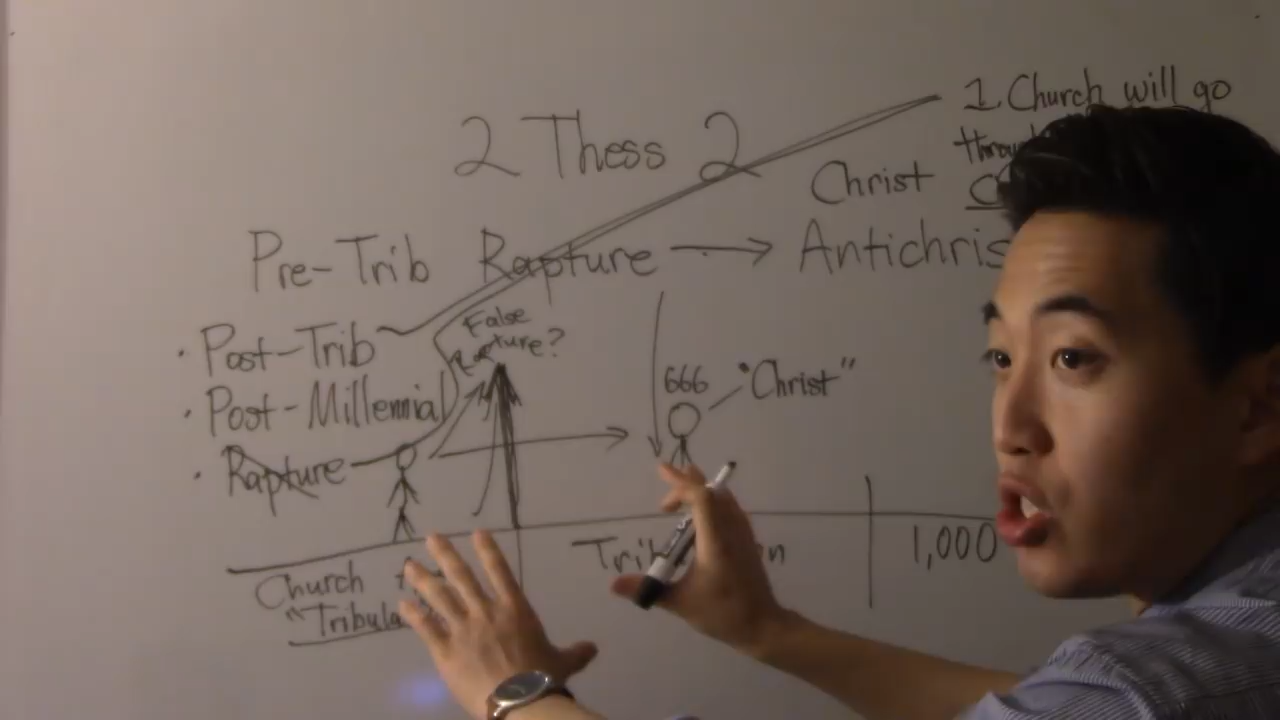 2 Thess 2
1. Church will go
Christ
Pre-Trib Rapture → Antichris
• Post-Trib
• Post-Millennial
• Rapture
False
Rapture?
666
"Christ"
Church
"Tribula
1,000